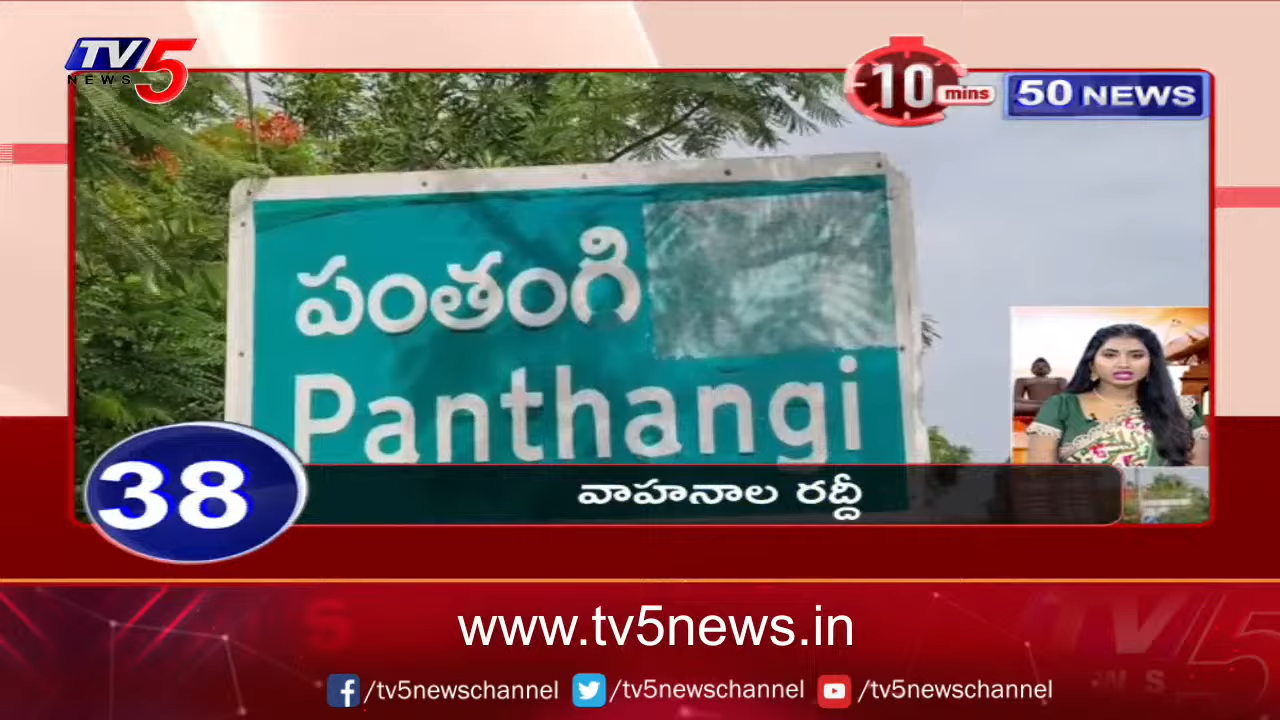 TV5
NEWS
10 mins
50 NEWS
పంతంగి
Panthangi
38
వాహనాల రద్దీ
www.tv5news.in
/tv5newschannel /tv5newschannel /tv5newschannel